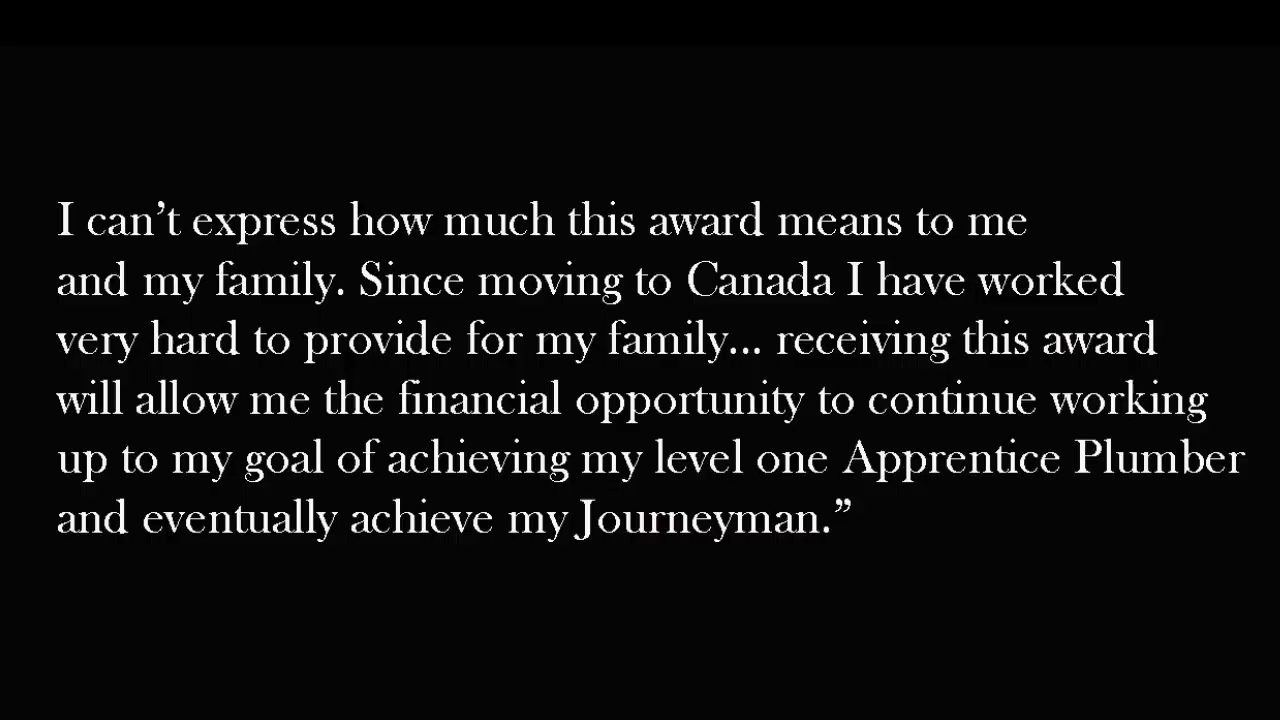 I can’t express how much this award means to me
and my family. Since moving to Canada I have worked
very hard to provide for my family... receiving this award
will allow me the financial opportunity to continue working
up to my goal of achieving my level one Apprentice Plumber
and eventually achieve my Journeyman.”